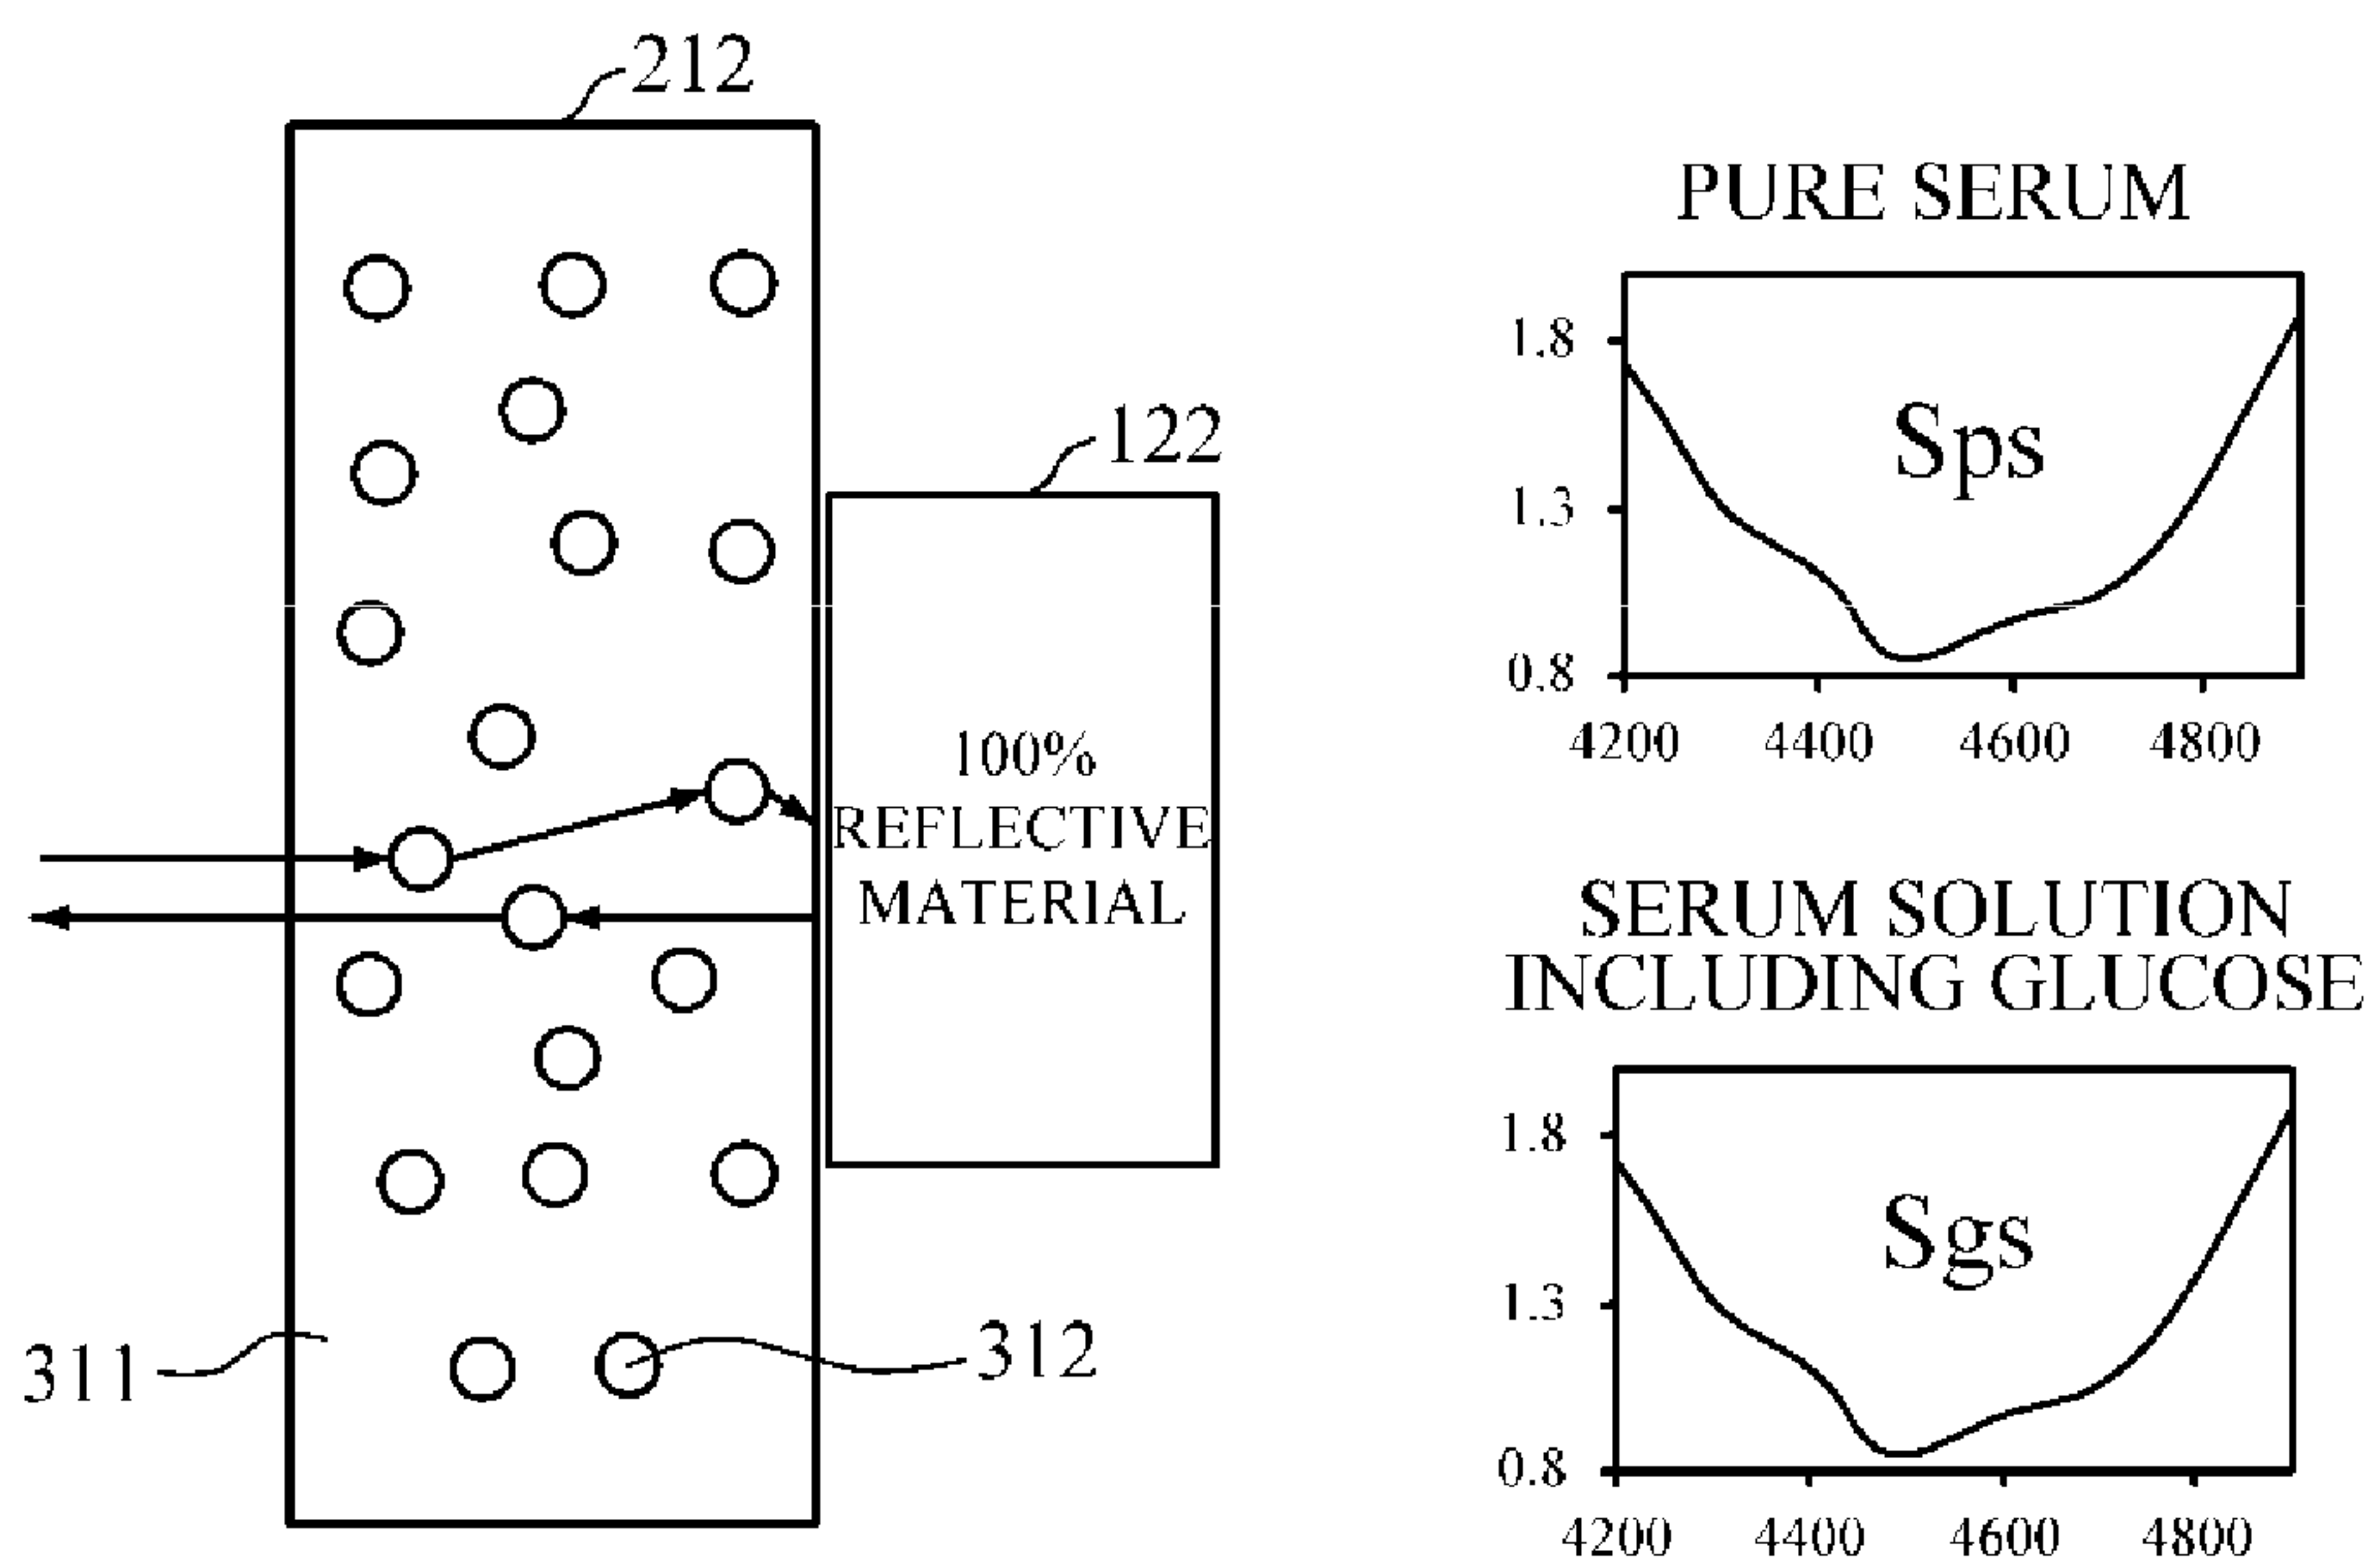 212
122
100%
REFLECTIVE
MATERIAL
311
312
PURE SERUM
1.8
1.3
0.8
Sps
4200 4400 4600 4800
SERUM SOLUTION
INCLUDING GLUCOSE
1.8
1.3
0.8
Sgs
4200 4400 4600 4800